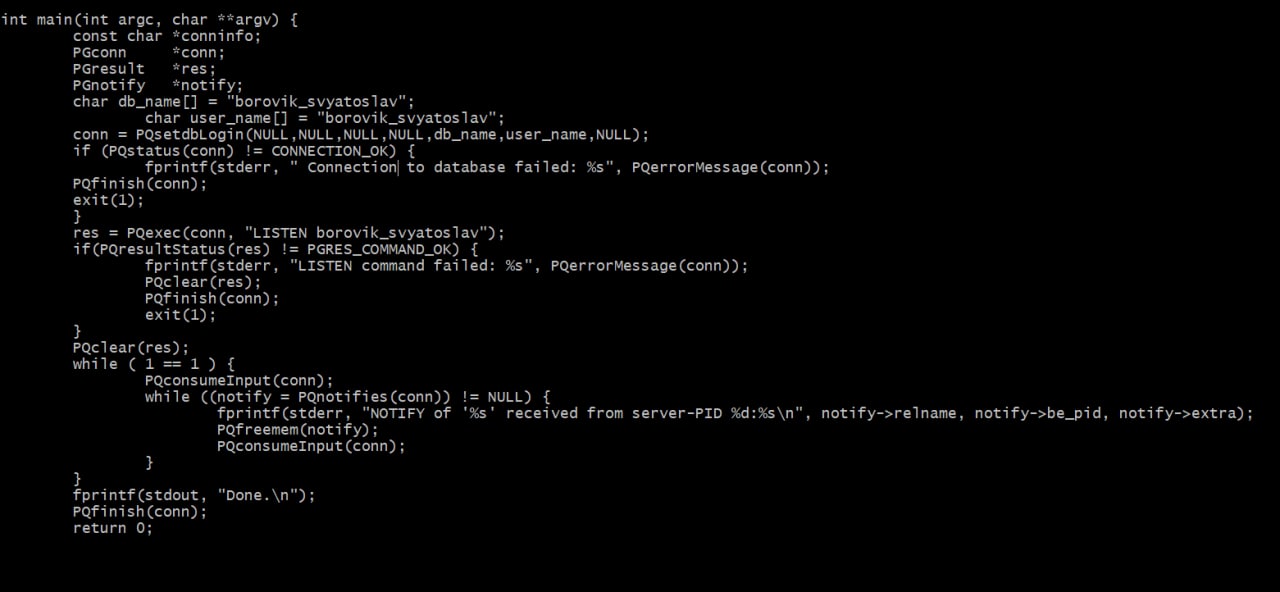 int main(int argc, char **argv) {
        const char *conninfo;
        PGconn     *conn;
        PGresult   *res;
        PGnotify   *notify;
        char db_name[] = "borovik_svyatoslav";
                char user_name[] = "borovik_svyatoslav";
        conn = PQsetdbLogin(NULL,NULL,NULL,NULL,db_name,user_name,NULL);
        if (PQstatus(conn) != CONNECTION_OK) {
                fprintf(stderr, " Connection to database failed: %s", PQerrorMessage(conn));
        PQfinish(conn);
        exit(1);
        }
        res = PQexec(conn, "LISTEN borovik_svyatoslav");
        if(PQresultStatus(res) != PGRES_COMMAND_OK) {
                fprintf(stderr, "LISTEN command failed: %s", PQerrorMessage(conn));
                PQclear(res);
                PQfinish(conn);
                exit(1);
        }
        PQclear(res);
        while ( 1 == 1 ) {
                PQconsumeInput(conn);
                while ((notify = PQnotifies(conn)) != NULL) {
                        fprintf(stderr, "NOTIFY of '%s' received from server-PID %d:%s\n", notify->relname, notify->be_pid, notify->extra);
                        PQfreemem(notify);
                        PQconsumeInput(conn);
                }
        }
        fprintf(stdout, "Done.\n");
        PQfinish(conn);
        return 0;